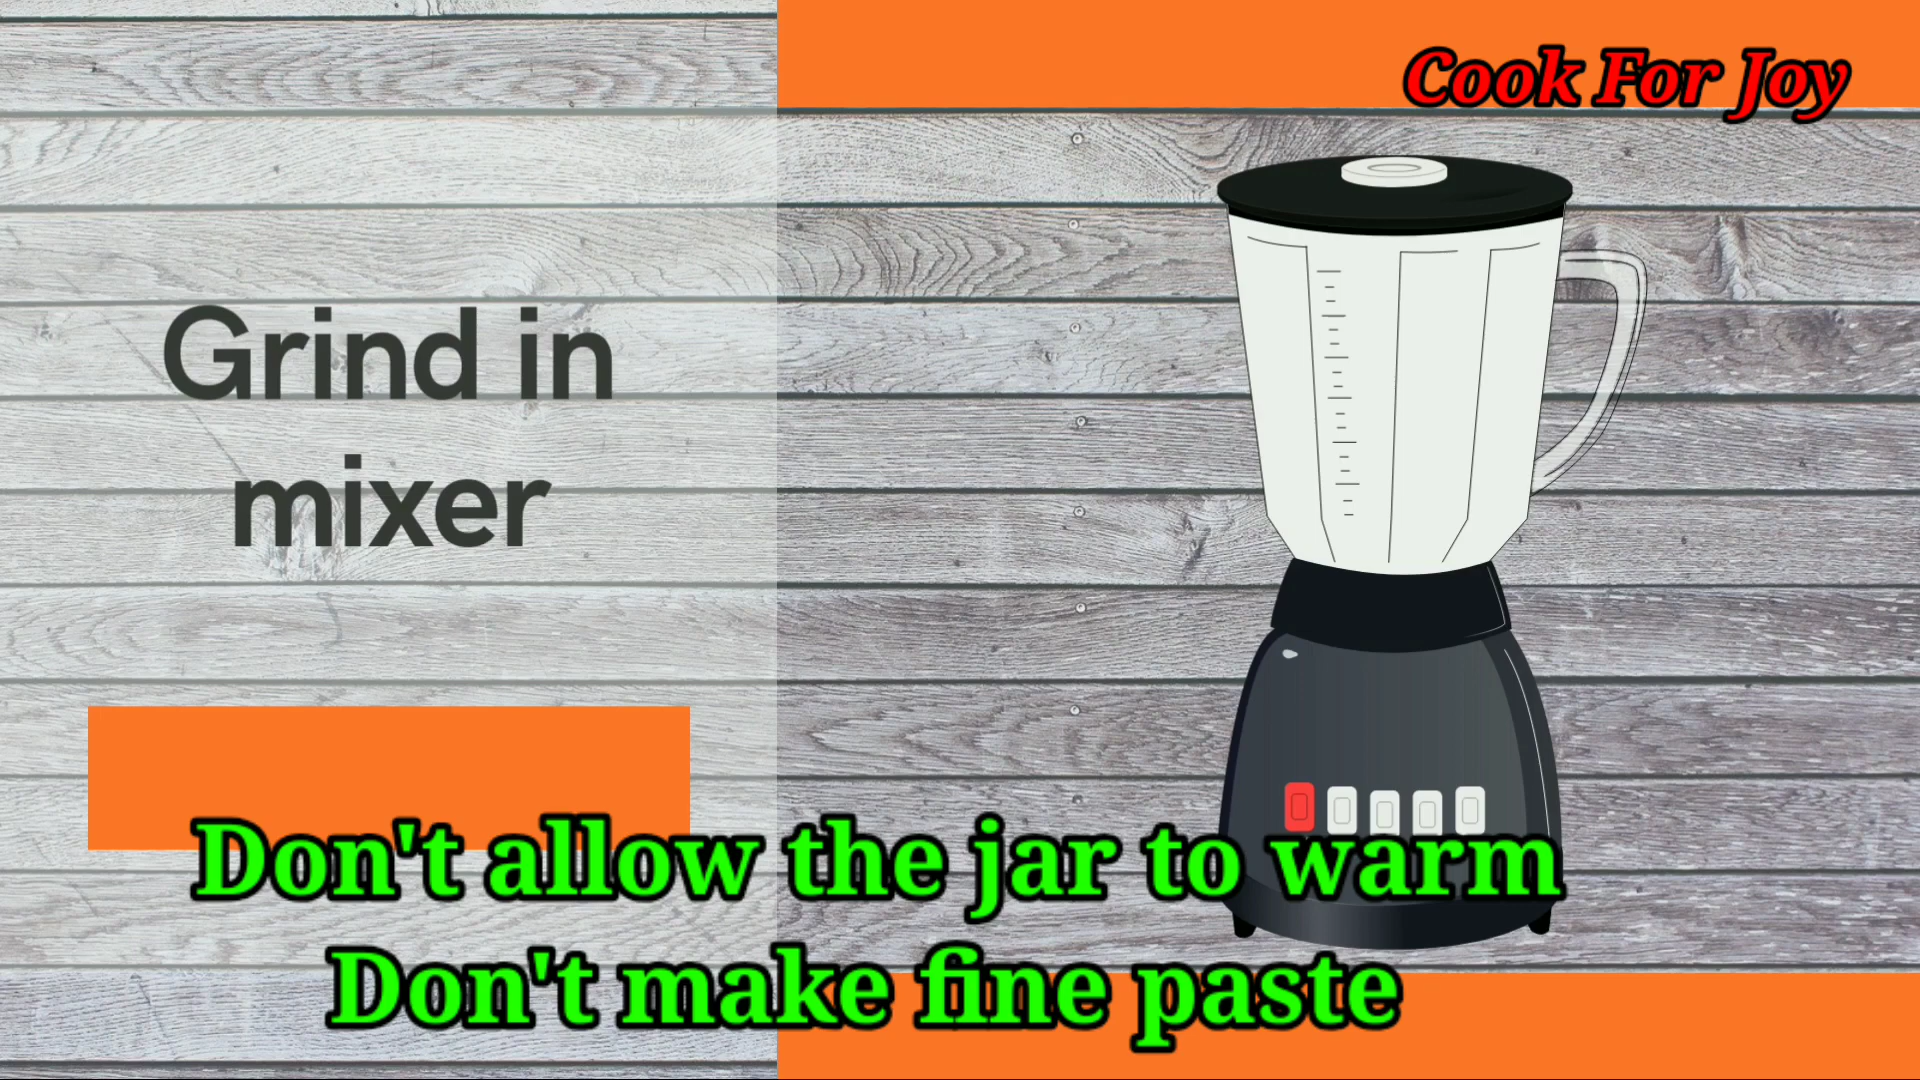 Cook For Joy
Grind in
mixer
Don't allow the jar to warm
Don't make fine paste